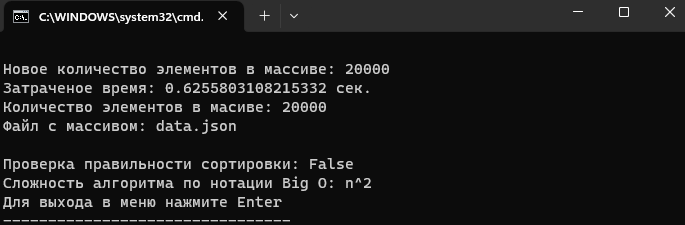 C:\WINDOWS\system32\cmd.
Новое количество элементов в массиве: 20000
Затраченое время: 0.6255803108215332 сек.
Количество элементов в масиве: 20000
Файл с массивом: data.json
Проверка правильности сортировки: False
Сложность алгоритма по нотации Big O: n^2
Для выхода в меню нажмите Enter
--------------------------------